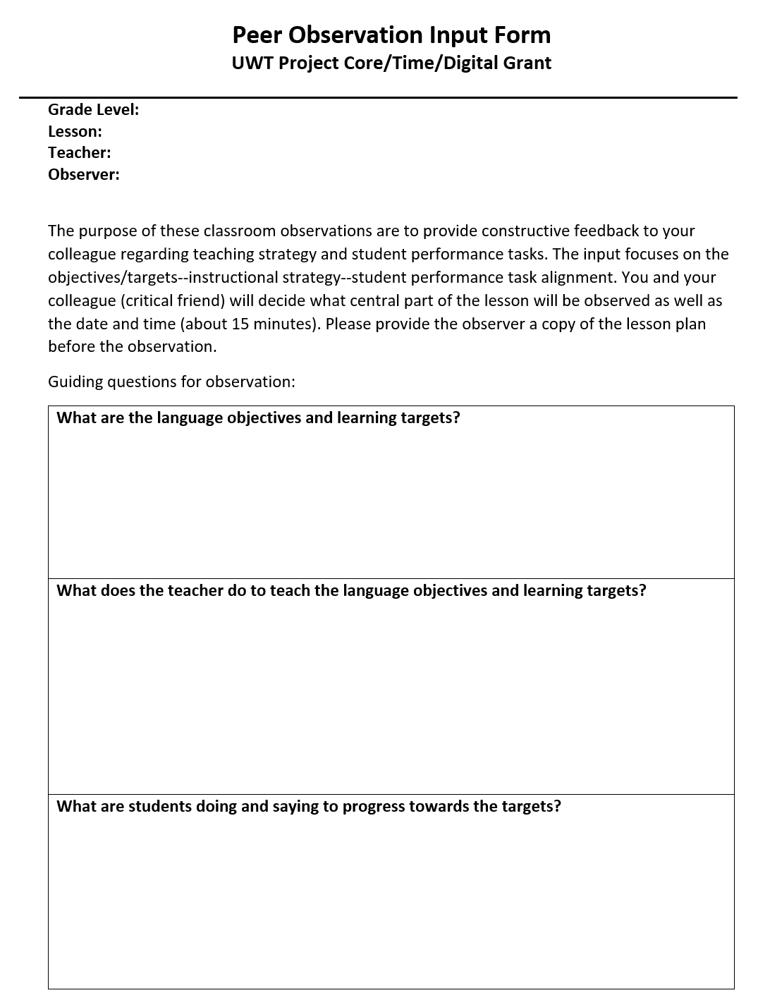 Peer Observation Input Form
UWT Project Core/Time/Digital Grant
Grade Level:
Lesson:
Teacher:
Observer:
The purpose of these classroom observations are to provide constructive feedback to your
colleague regarding teaching strategy and student performance tasks. The input focuses on the
objectives/targets--instructional strategy--student performance task alignment. You and your
colleague (critical friend) will decide what central part of the lesson will be observed as well as
the date and time (about 15 minutes). Please provide the observer a copy of the lesson plan
before the observation.
Guiding questions for observation:
What are the language objectives and learning targets?
What does the teacher do to teach the language objectives and learning targets?
What are students doing and saying to progress towards the targets?